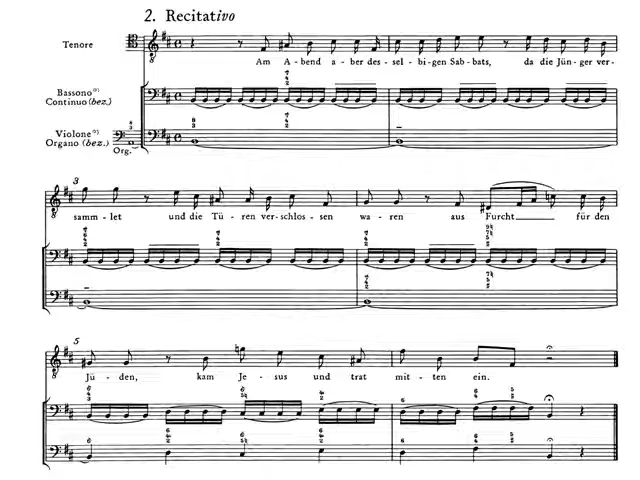 2. Recitativo
Tenore
Am A-bend a-ber des-sel-bigen Sab-bats, da die Jün-ger ver-
Bassono
Continuo (bez.)
Violone
Organo (bez.)
Org.
3
samm-let und die Tü-ren ver-schlos-sen wa-ren aus Furcht für den
5
Jü-den, kam Je-sus und trat mit-ten ein.